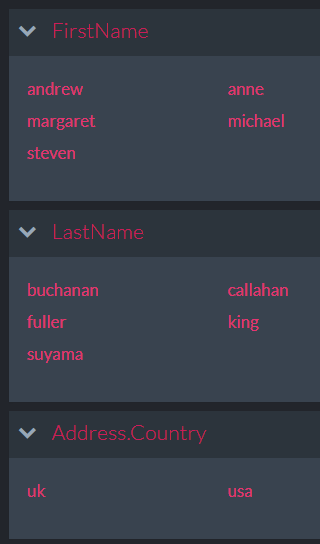 FirstName
andrew anne
margaret michael
steven
LastName
buchanan callahan
fuller king
suyama
Address.Country
uk usa